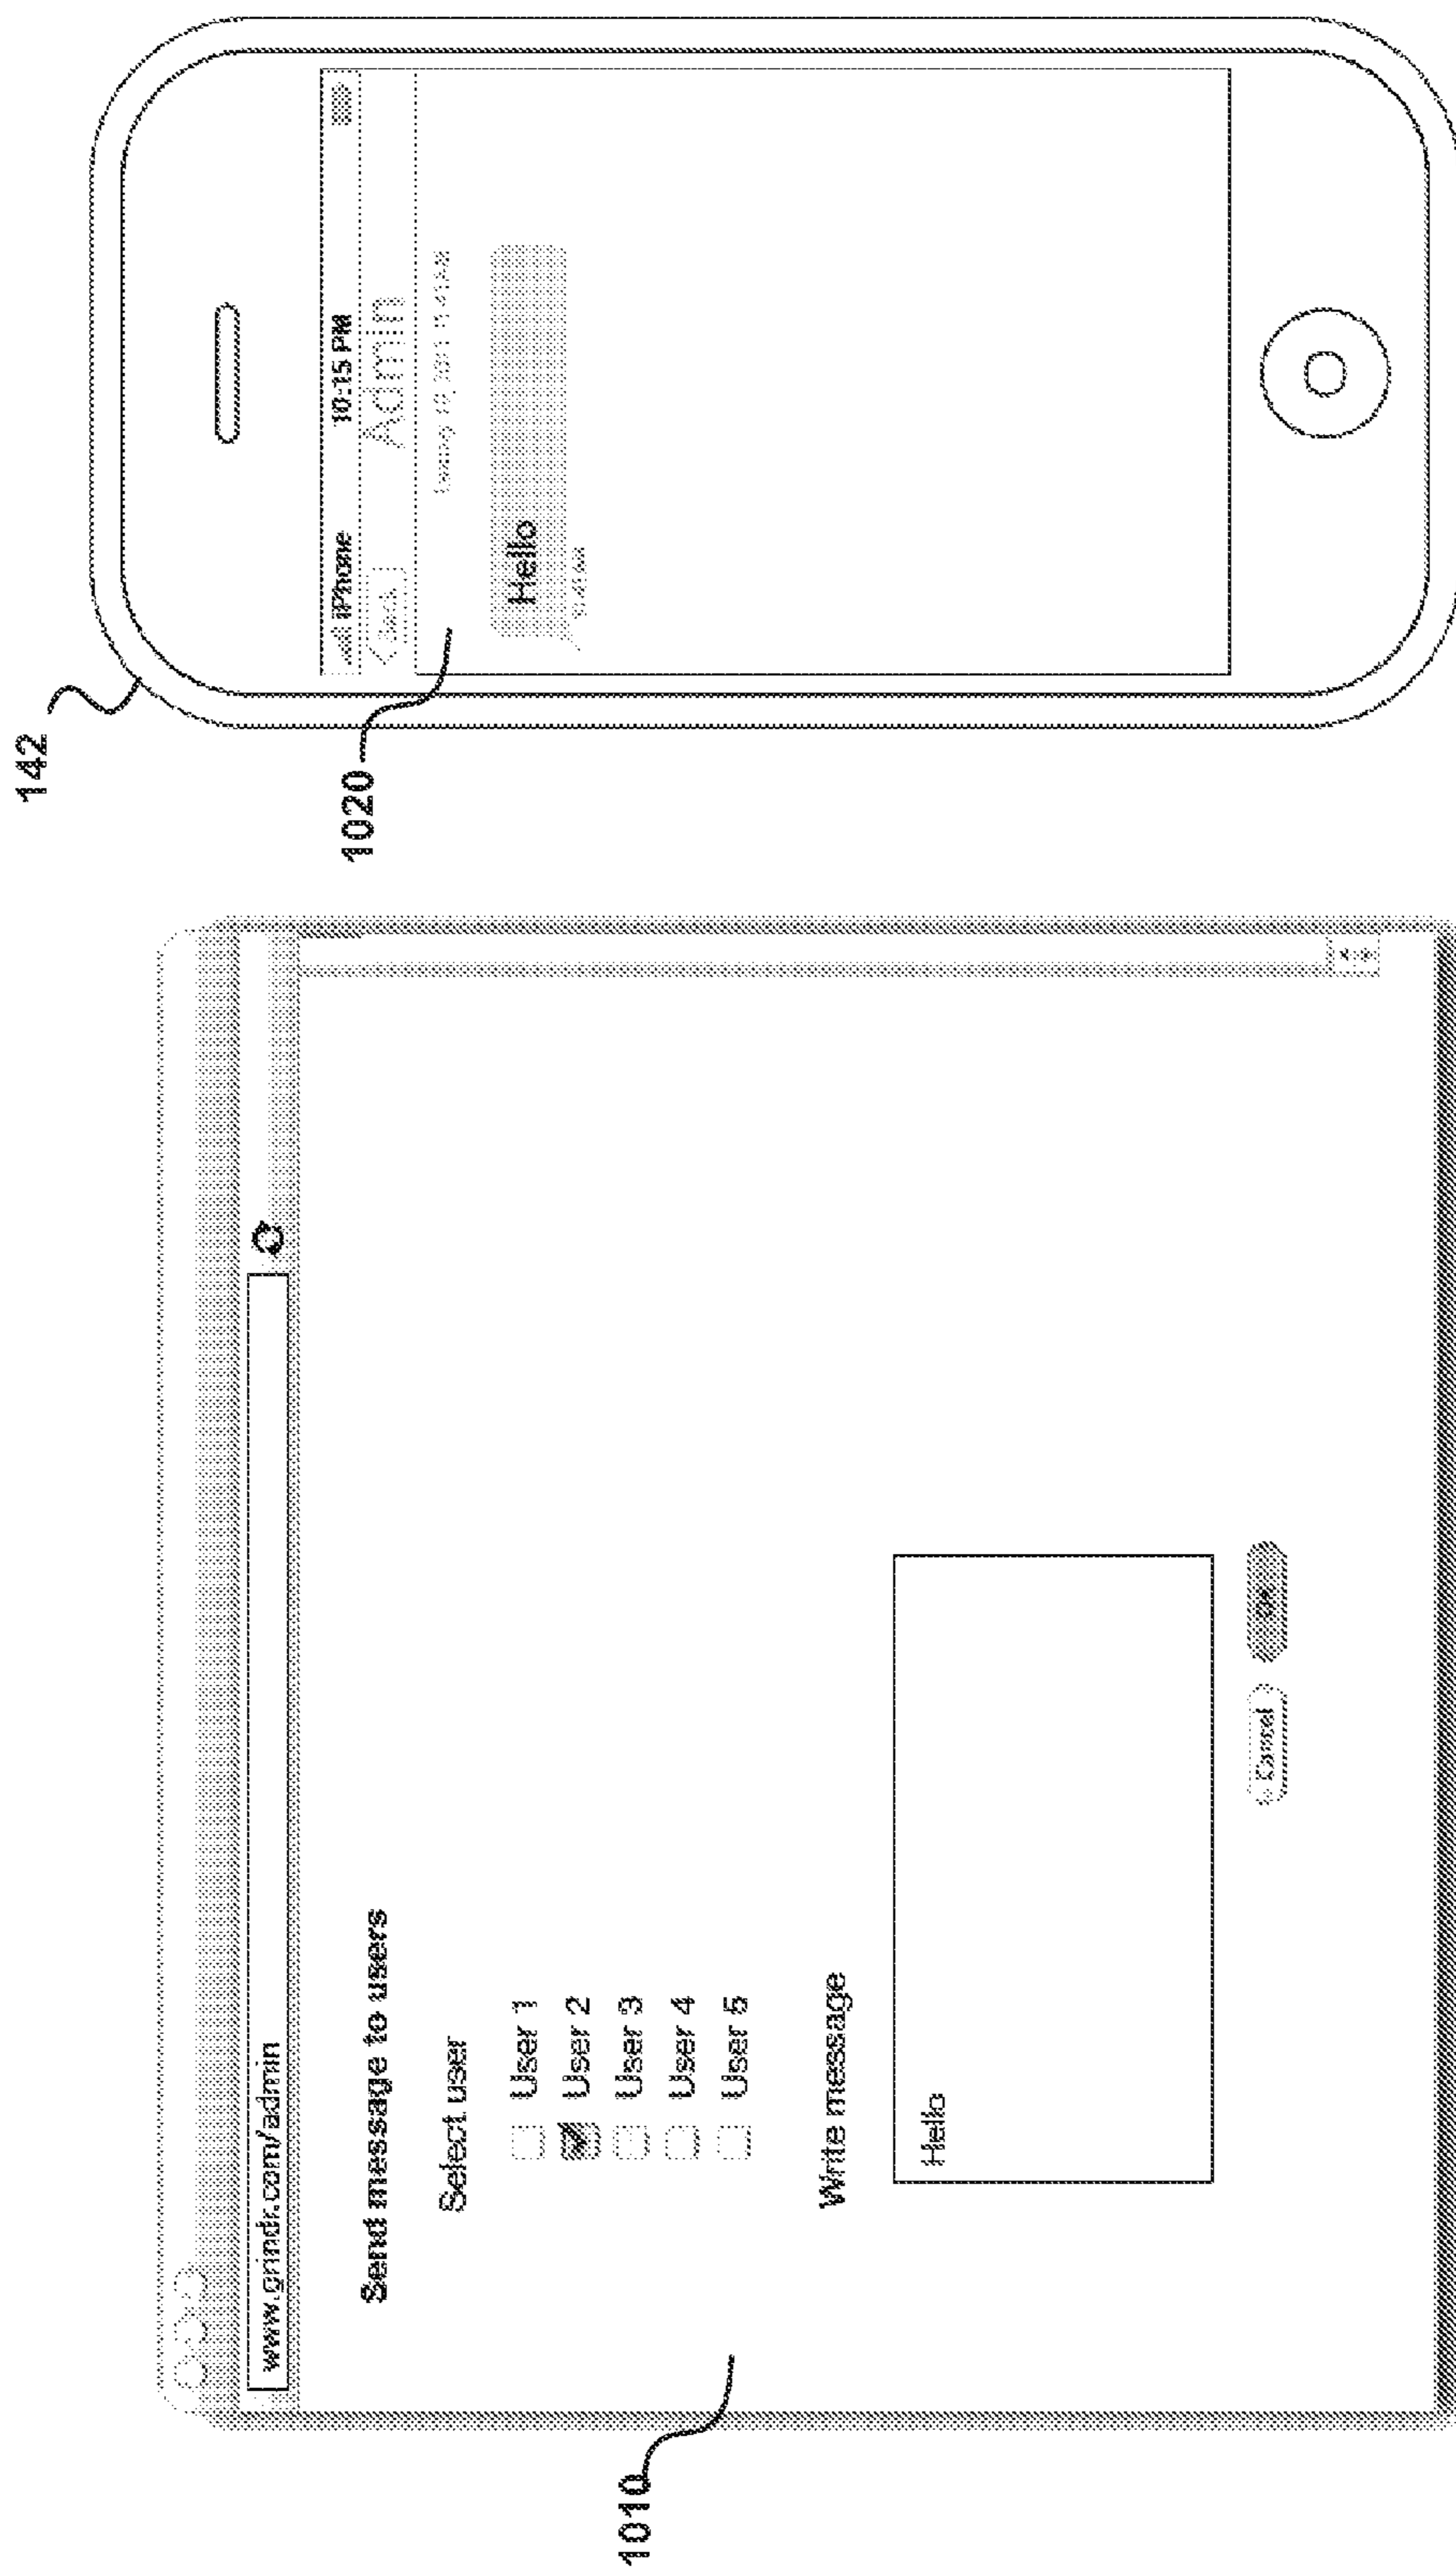 142
1010
www.grindr.com/admin
Send message to users
Select user
User 1
User 2
User 3
User 4
User 5
Write message
Hello
Cancel
1020
iPhone
10:15 PM
Back
Admin
Hello